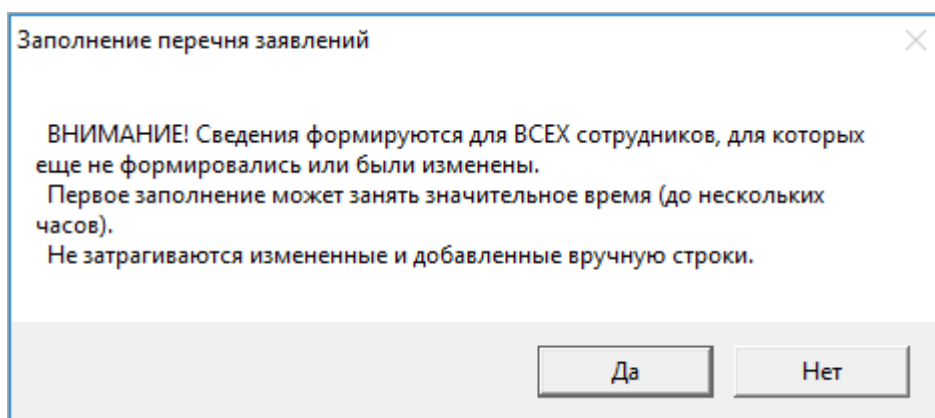 Заполнение перечня заявлений
ВНИМАНИЕ! Сведения формируются для ВСЕХ сотрудников, для которых
еще не формировались или были изменены.
Первое заполнение может занять значительное время (до нескольких
часов).
Не затрагиваются измененные и добавленные вручную строки.
Да
Нет